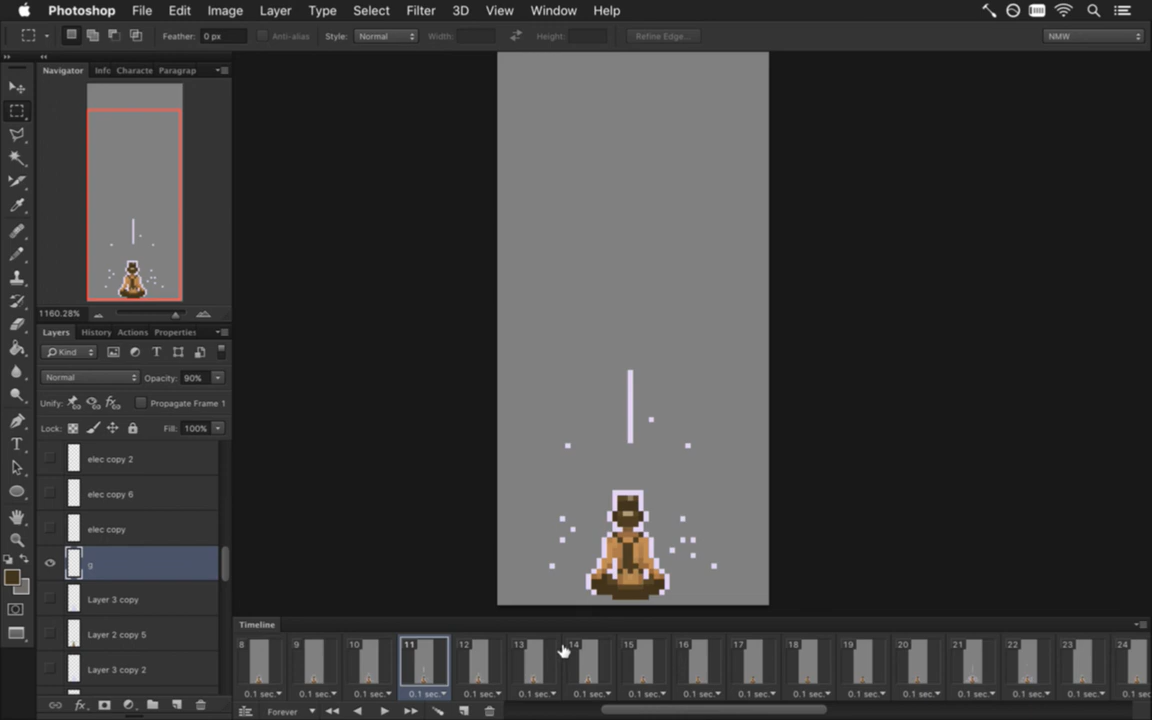 Photoshop File Edit Image Layer Type Select Filter 3D View Window Help
Feather: 0 px Anti-alias Style: Normal Width: Height: Refine Edge... NMW
Navigator Info Characte Paragrap
1160.28%
Layers History Actions Properties
Kind
Normal Opacity: 90%
Unify: Propagate Frame 1
Lock: Fill: 100%
elec copy 2
elec copy 6
elec copy
g
Layer 3 copy
Layer 2 copy 5
Layer 3 copy 2
Timeline
8 9 10 11 12 13 14 15 16 17 18 19 20 21 22 23 24
0.1 sec. 0.1 sec. 0.1 sec. 0.1 sec. 0.1 sec. 0.1 sec. 0.1 sec. 0.1 sec. 0.1 sec. 0.1 sec. 0.1 sec. 0.1 sec. 0.1 sec. 0.1 sec. 0.1 sec. 0.1 sec. 0.1 sec.
Forever